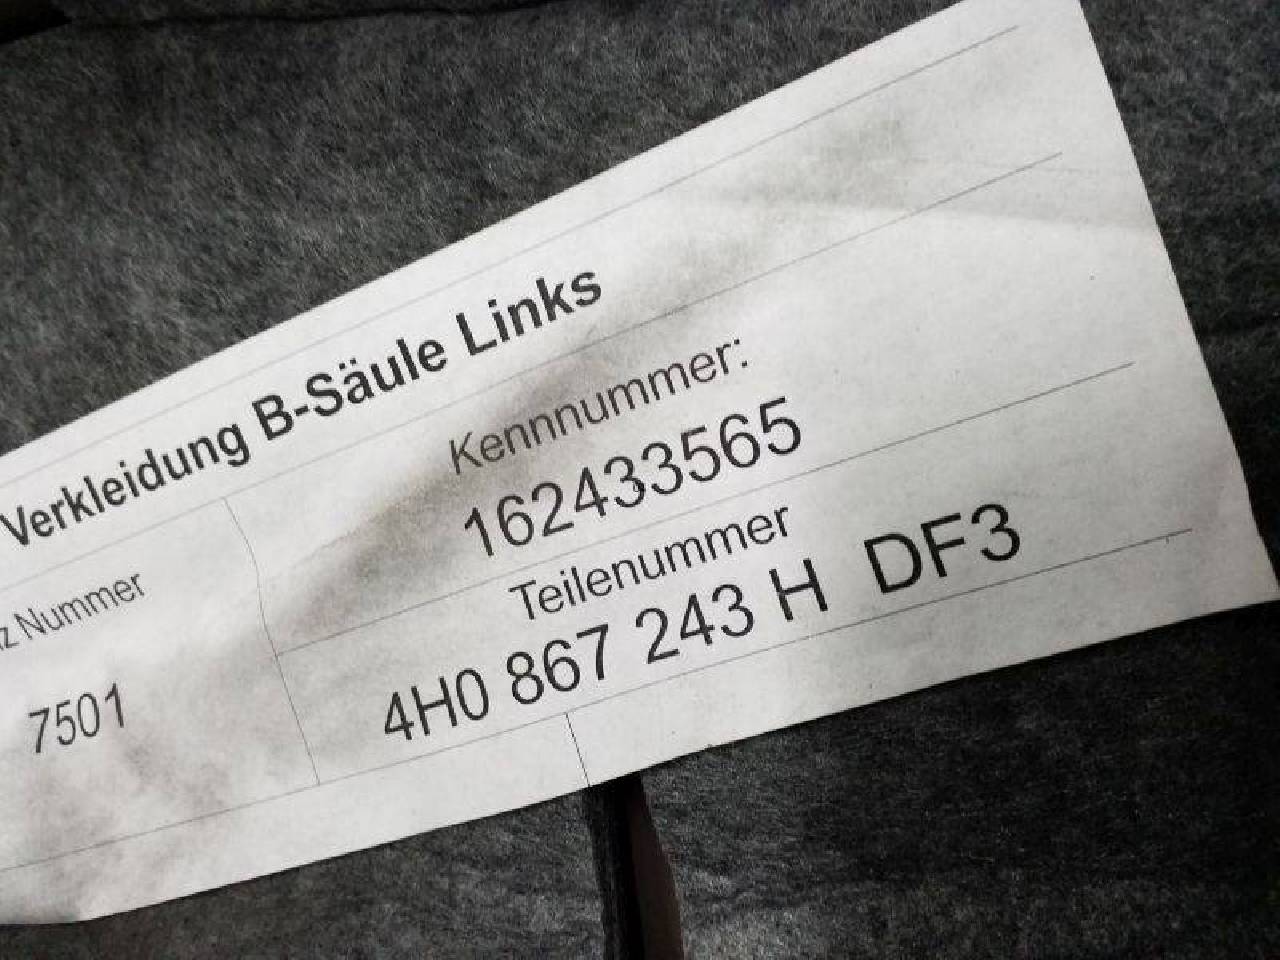 Verkleidung B-Säule Links
Kennnummer:
162433565
Nummer
7501
Teilenummer
4H0 867 243 H DF3